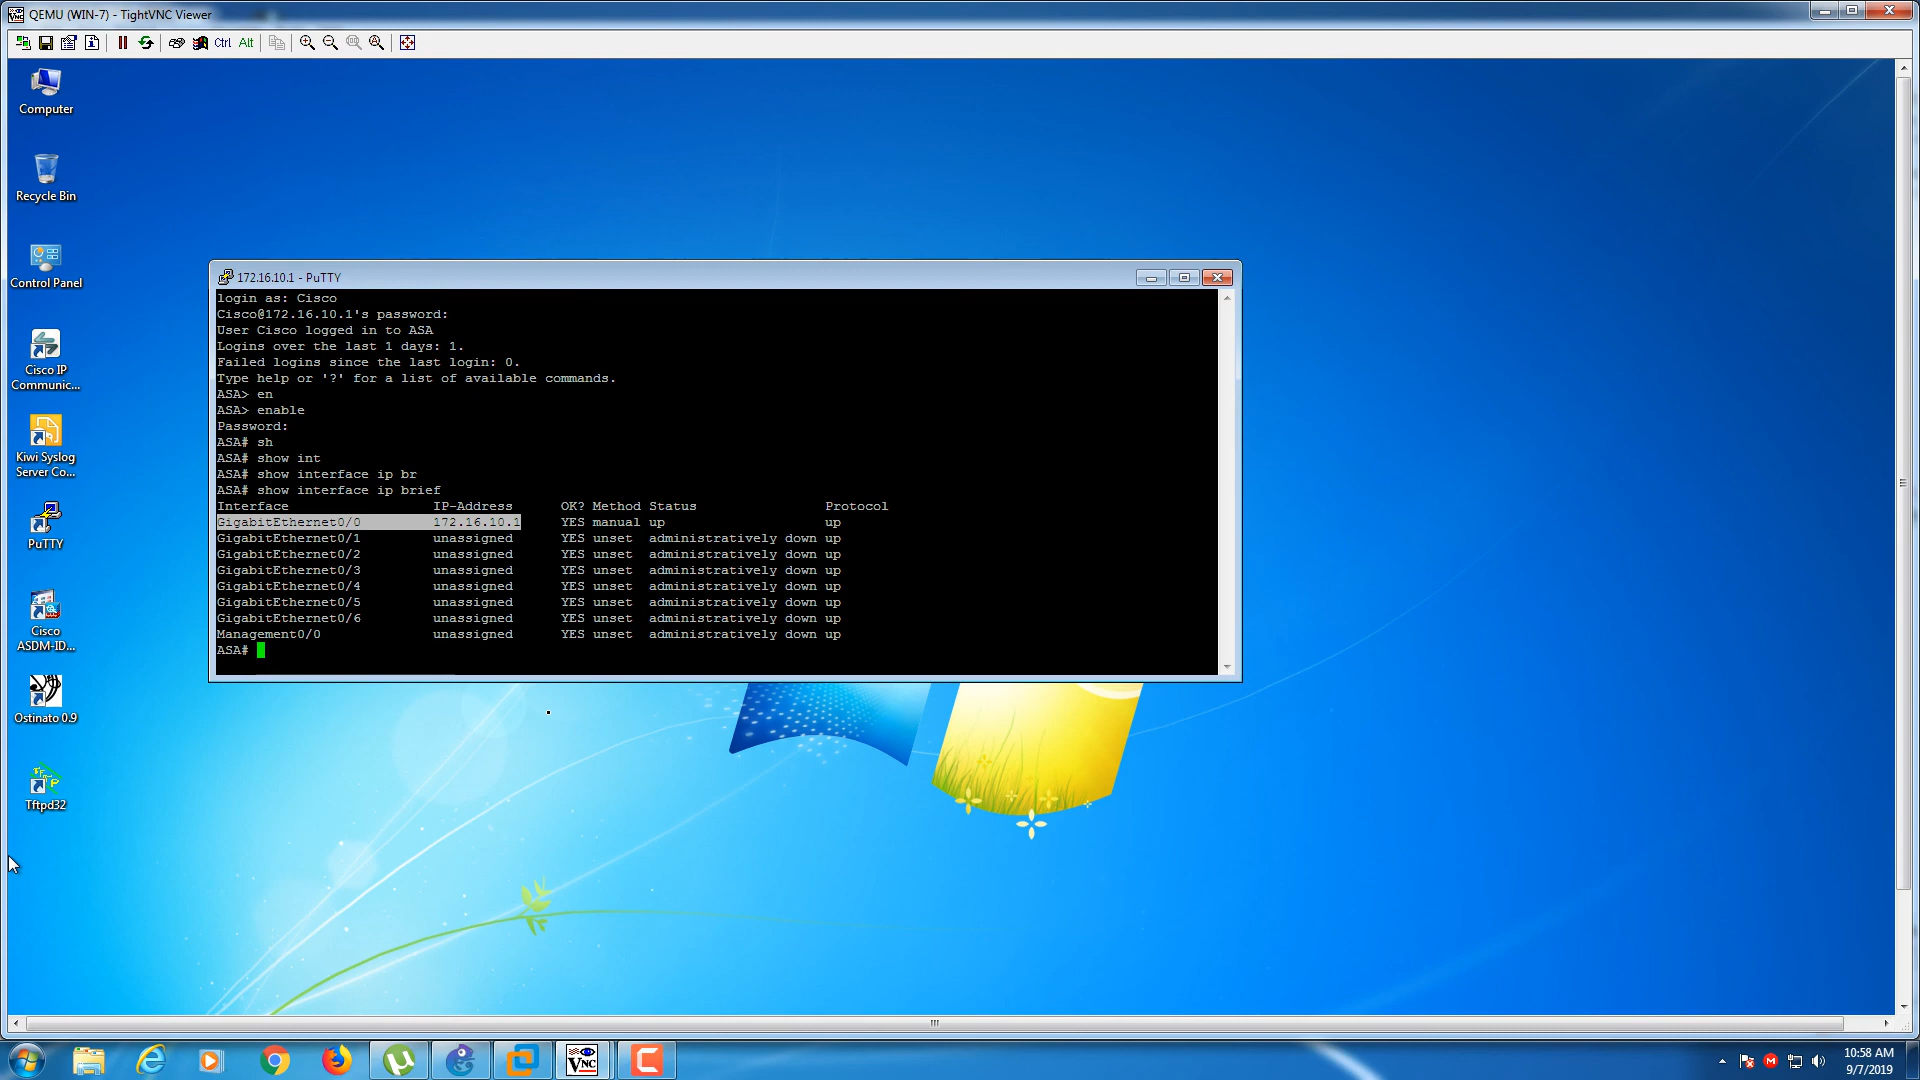 QEMU (WIN-7) - TightVNC Viewer
Ctrl Alt
Computer
Recycle Bin
Control Panel
Cisco IP
Communic...
Kiwi Syslog
Server Co...
PuTTY
Cisco
ASDM-ID...
Ostinato 0.9
Tftpd32
172.16.10.1 - PuTTY
login as: Cisco
Cisco@172.16.10.1's password:
User Cisco logged in to ASA
Logins over the last 1 days: 1.
Failed logins since the last login: 0.
Type help or '?' for a list of available commands.
ASA> en
ASA> enable
Password:
ASA# sh
ASA# show int
ASA# show interface ip br
ASA# show interface ip brief
Interface IP-Address OK? Method Status Protocol
GigabitEthernet0/0 172.16.10.1 YES manual up up
GigabitEthernet0/1 unassigned YES unset administratively down up
GigabitEthernet0/2 unassigned YES unset administratively down up
GigabitEthernet0/3 unassigned YES unset administratively down up
GigabitEthernet0/4 unassigned YES unset administratively down up
GigabitEthernet0/5 unassigned YES unset administratively down up
GigabitEthernet0/6 unassigned YES unset administratively down up
Management0/0 unassigned YES unset administratively down up
ASA#
VNC
10:58 AM
9/7/2019